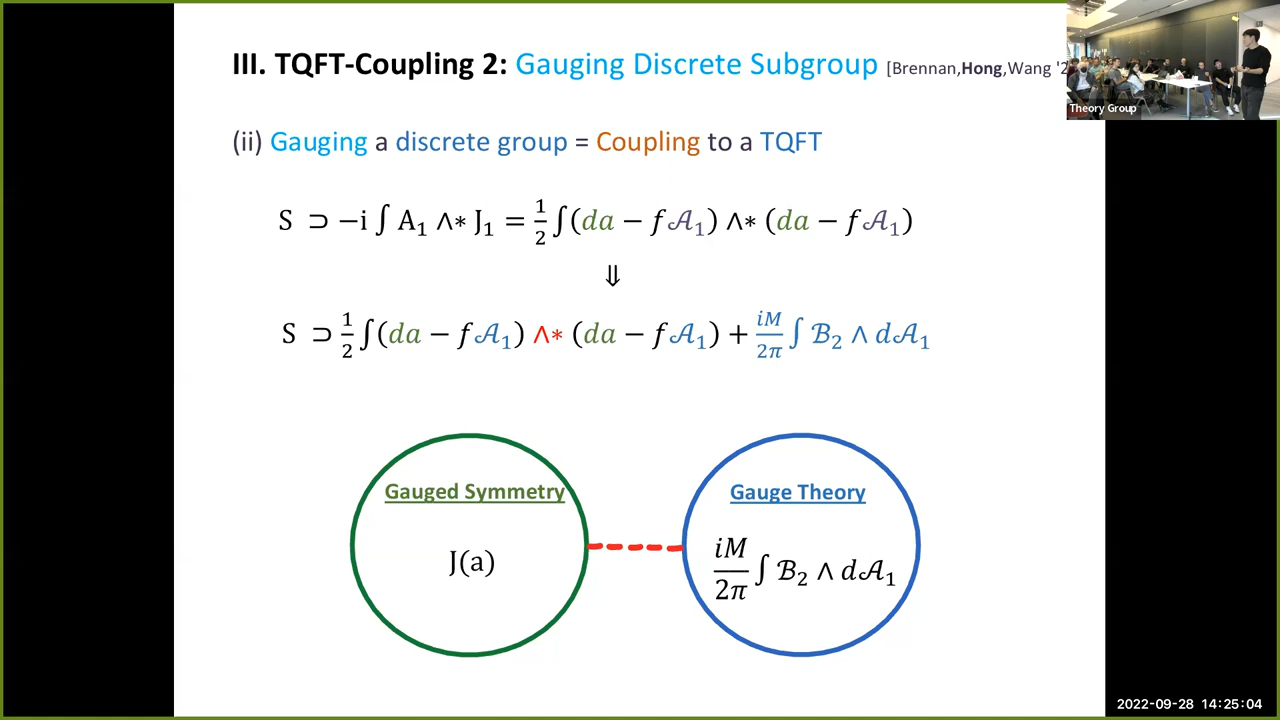 III. TQFT-Coupling 2: Gauging Discrete Subgroup [Brennan,Hong,Wang '2
Theory Group
(ii) Gauging a discrete group = Coupling to a TQFT
S ⊃ −i ∫ A₁ ∧∗ J₁ = 1/2 ∫(da − f𝒜₁) ∧∗ (da − f𝒜₁)
⇓
S ⊃ 1/2 ∫(da − f𝒜₁) ∧∗ (da − f𝒜₁) + iM/2π ∫ ℬ₂ ∧ d𝒜₁
Gauged Symmetry
J(a)
Gauge Theory
iM/2π ∫ ℬ₂ ∧ d𝒜₁
2022-09-28 14:25:04